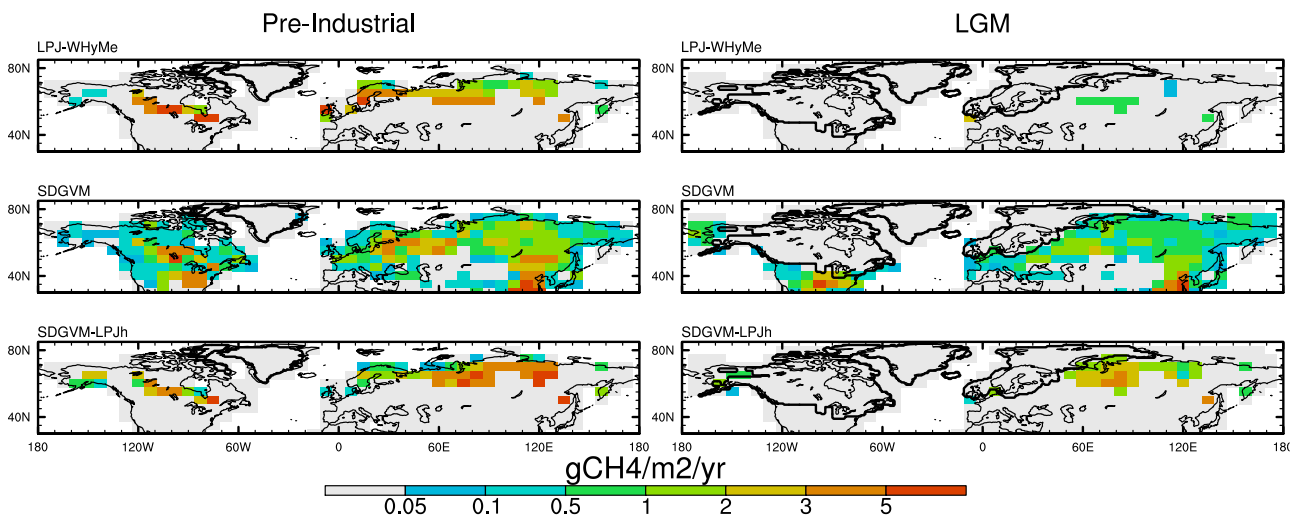 Pre-Industrial LGM
LPJ-WHyMe LPJ-WHyMe
80N 80N
40N 40N
SDGVM SDGVM
80N 80N
40N 40N
SDGVM-LPJh SDGVM-LPJh
80N 80N
40N 40N
180 120W 60W 0 60E 120E 180 120W 60W 0 60E 120E 180
gCH4/m2/yr
0.05 0.1 0.5 1 2 3 5